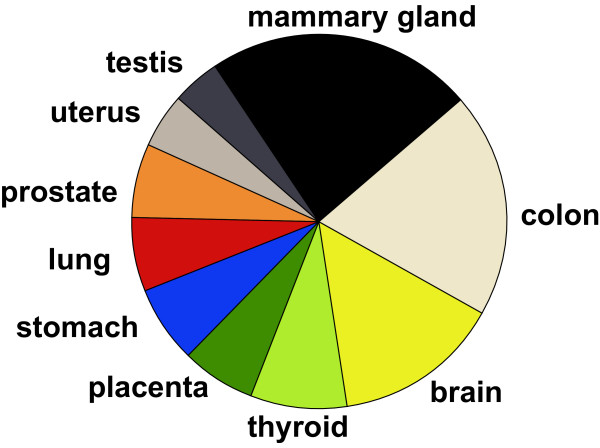 mammary gland
testis
uterus
prostate
colon
lung
stomach
placenta
brain
thyroid